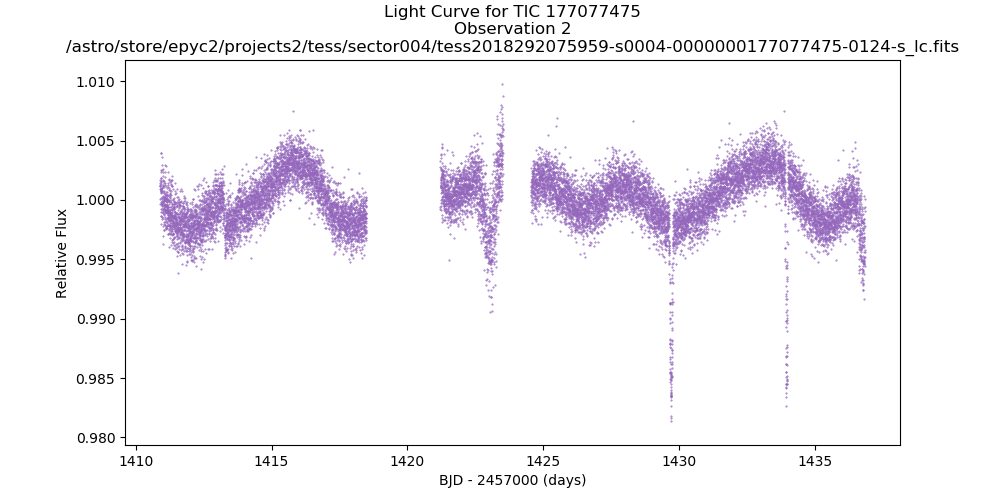 Light Curve for TIC 177077475
Observation 2
/astro/store/epyc2/projects2/tess/sector004/tess2018292075959-s0004-0000000177077475-0124-s_lc.fits
1.010
1.005
1.000
0.995
0.990
0.985
0.980
Relative Flux
1410
1415
1420
1425
1430
1435
BJD - 2457000 (days)